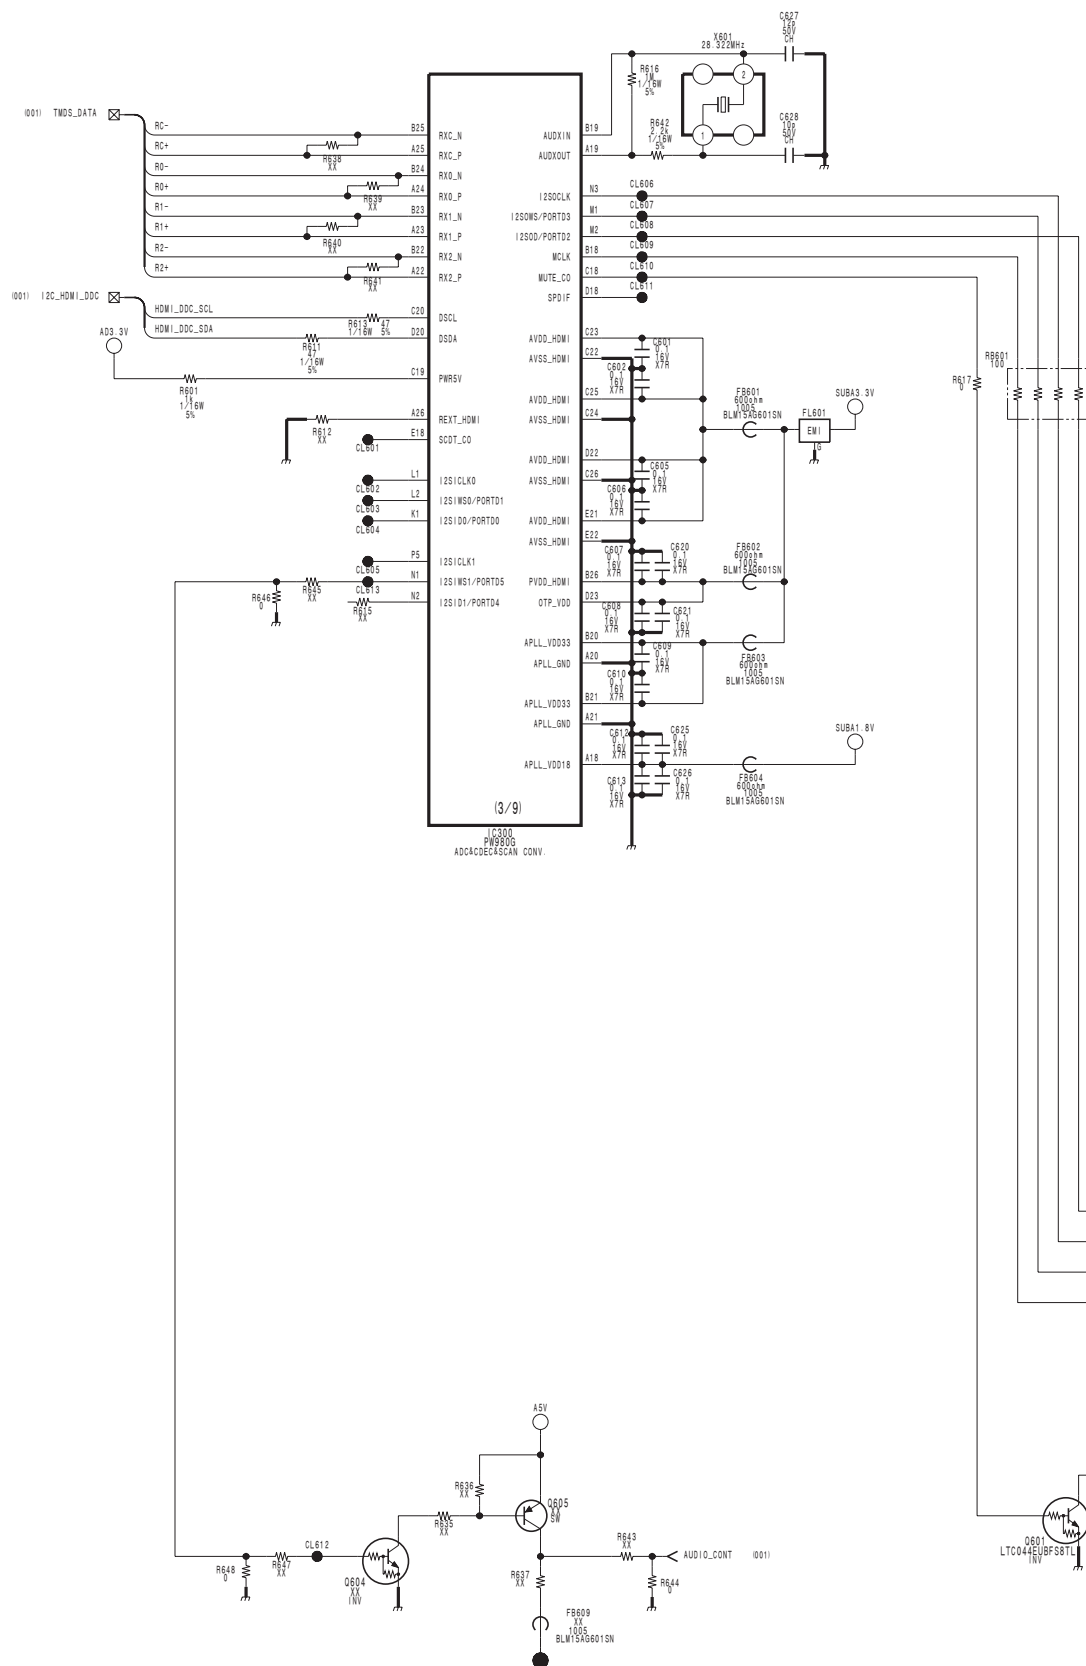 C627
12p
50V
CH
X601
28.322MHz
R616
1M
1/16W
5%
2
1
R642
2.2k
1/16W
5%
C628
10p
50V
CH
(001) TMDS_DATA
RC-
RC+
R0-
R0+
R1-
R1+
R2-
R2+
R638
XX
R639
XX
R640
XX
R641
XX
B25
A25
B24
A24
B23
A23
B22
A22
RXC_N
RXC_P
RX0_N
RX0_P
RX1_N
RX1_P
RX2_N
RX2_P
AUDXIN
AUDXOUT
I2SOCLK
I2SOWS/PORTD3
I2SOD/PORTD2
MCLK
MUTE_CO
SPDIF
B19
A19
N3
M1
M2
B18
C18
D18
CL606
CL607
CL608
CL609
CL610
CL611
(001) I2C_HDMI_DDC
HDMI_DDC_SCL
HDMI_DDC_SDA
AD3.3V
R613 47
1/16W 5%
R611
47
1/16W
5%
R601
1k
1/16W
5%
C20
D20
C19
DSCL
DSDA
PWR5V
R612
XX
A26
E18
REXT_HDMI
SCDT_CO
CL601
L1
L2
K1
I2SICLK0
I2SIWS0/PORTD1
I2SID0/PORTD0
CL602
CL603
CL604
P5
N1
N2
I2SICLK1
I2SIWS1/PORTD5
I2SID1/PORTD4
CL605
CL613
R645
XX
R646
0
R615
XX
AVDD_HDMI
AVSS_HDMI
AVDD_HDMI
AVSS_HDMI
AVDD_HDMI
AVSS_HDMI
AVDD_HDMI
AVSS_HDMI
PVDD_HDMI
OTP_VDD
APLL_VDD33
APLL_GND
APLL_VDD33
APLL_GND
APLL_VDD18
C23
C22
C25
C24
D22
C26
E21
E22
B26
D23
B20
A20
B21
A21
A18
C601
0.1
16V
X7R
C602
0.1
16V
X7R
C605
0.1
16V
X7R
C606
0.1
16V
X7R
C607
0.1
16V
X7R
C620
0.1
16V
X7R
C608
0.1
16V
X7R
C621
0.1
16V
X7R
C609
0.1
16V
X7R
C610
0.1
16V
X7R
C612
0.1
16V
X7R
C625
0.1
16V
X7R
C613
0.1
16V
X7R
C626
0.1
16V
X7R
FB601
600ohm
1005
BLM15AG601SN
FL601
EMI
G
SUBA3.3V
FB602
600ohm
1005
BLM15AG601SN
FB603
600ohm
1005
BLM15AG601SN
SUBA1.8V
FB604
600ohm
1005
BLM15AG601SN
R617
0
RB601
100
(3/9)
IC300
PW980G
ADC&CDEC&SCAN CONV.
A5V
R636
XX
R635
XX
Q605
XX
SW
CL612
R648
0
R647
XX
Q604
XX
INV
R643
XX
R637
XX
R644
0
AUDIO_CONT (001)
FB609
XX
1005
BLM15AG601SN
Q601
LTC044EUBFS8TL
INV